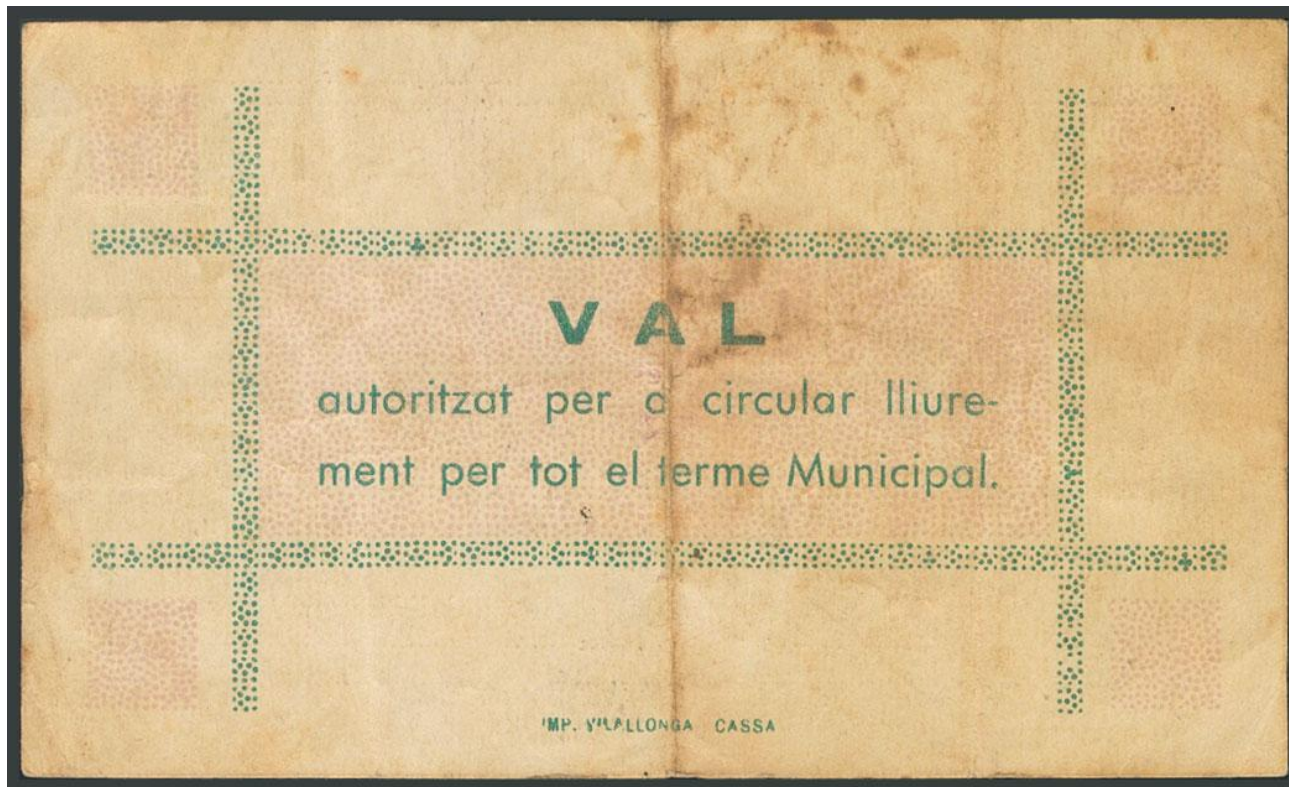 VAL
autoritzat per a circular lliure-
ment per tot el terme Municipal.
IMP. VILALLONGA CASSA